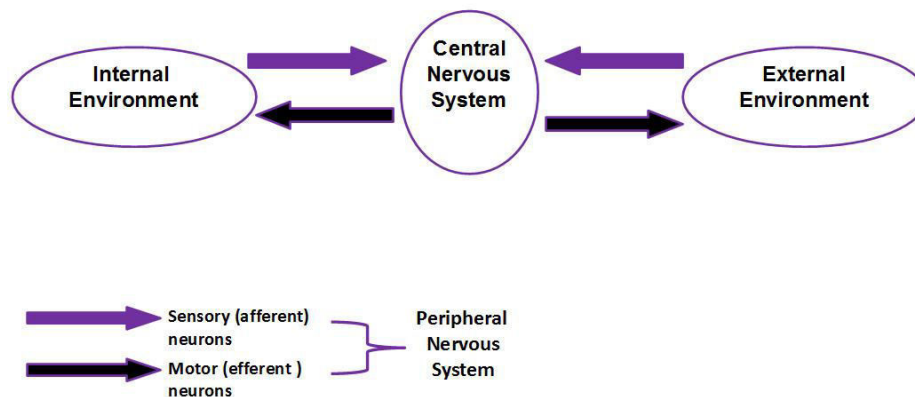 Internal
Environment
Central
Nervous
System
External
Environment
Sensory (afferent)
neurons
Motor (efferent )
neurons
Peripheral
Nervous
System